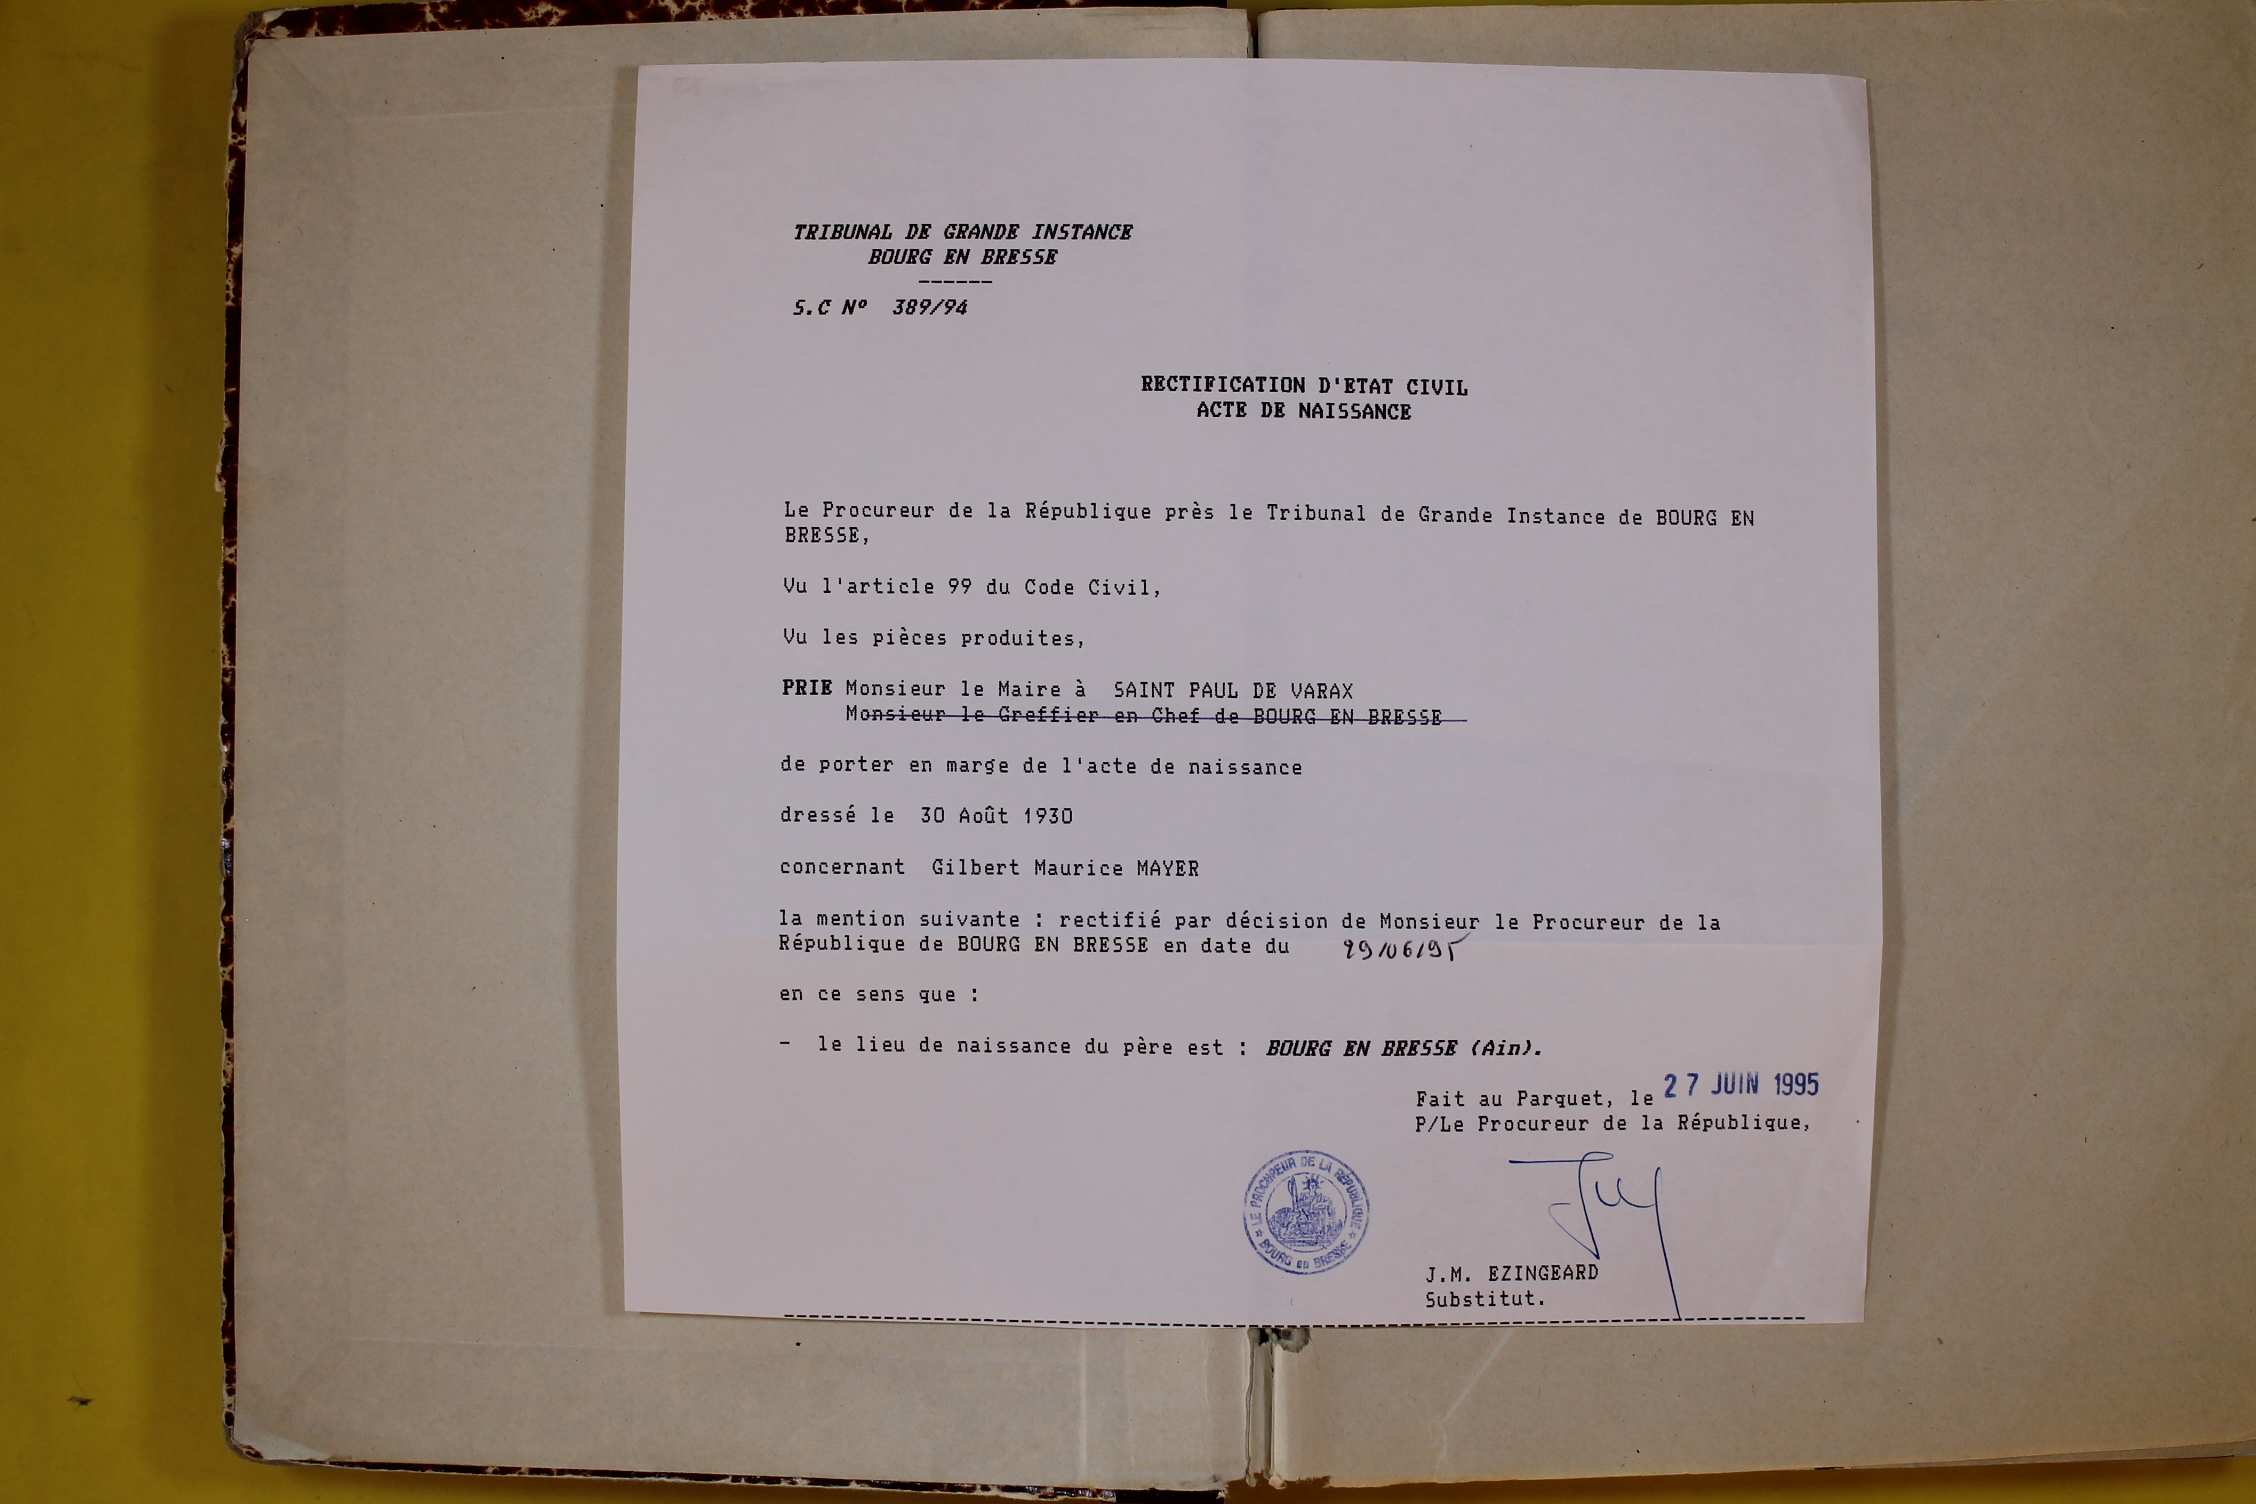 TRIBUNAL DE GRANDE INSTANCE
BOURG EN BRESSE
------
S.C Nº 389/94
RECTIFICATION D'ETAT CIVIL
ACTE DE NAISSANCE
Le Procureur de la République près le Tribunal de Grande Instance de BOURG EN
BRESSE,
Vu l'article 99 du Code Civil,
Vu les pièces produites,
PRIE Monsieur le Maire à SAINT PAUL DE VARAX
Monsieur le Greffier en Chef de BOURG EN BRESSE
de porter en marge de l'acte de naissance
dressé le 30 Août 1930
concernant Gilbert Maurice MAYER
la mention suivante : rectifié par décision de Monsieur le Procureur de la
République de BOURG EN BRESSE en date du 29/06/95
en ce sens que :
- le lieu de naissance du père est : BOURG EN BRESSE (Ain).
Fait au Parquet, le 27 JUIN 1995
P/Le Procureur de la République,
LE PROCUREUR DE LA RÉPUBLIQUE
* BOURG en BRESSE *
J.M. EZINGEARD
Substitut.